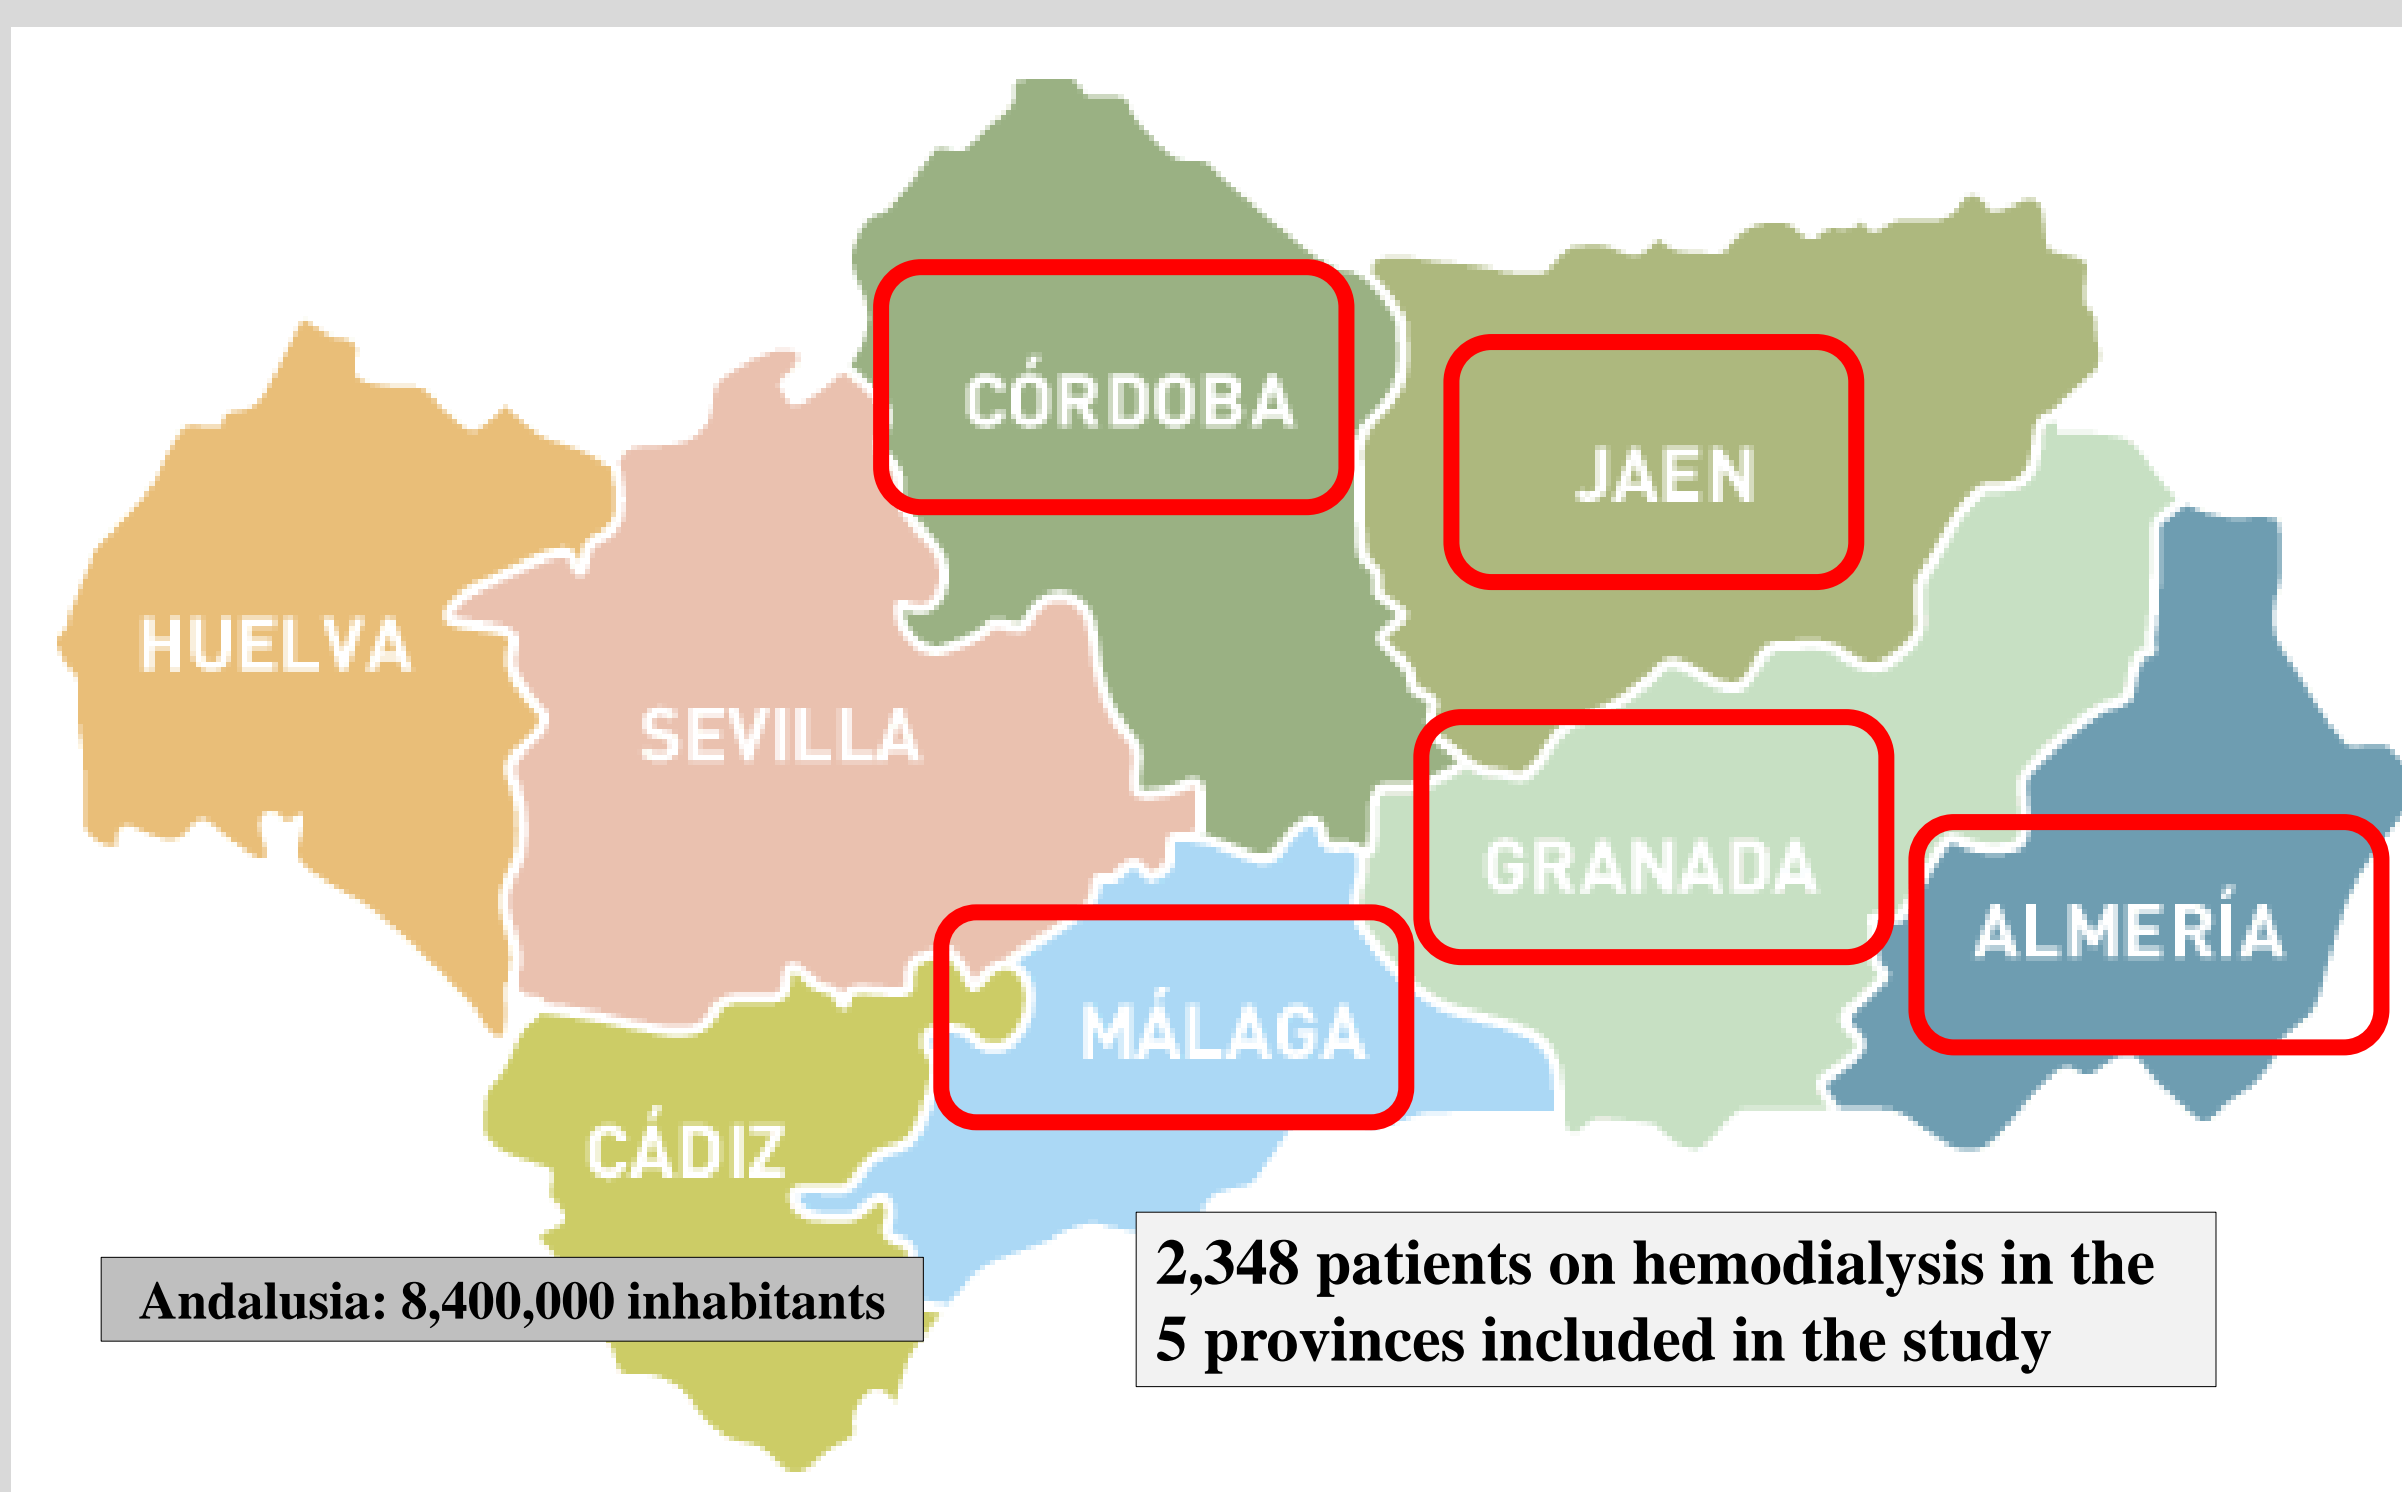 CÓRDOBA
JAEN
HUELVA
SEVILLA
GRANADA
ALMERÍA
MÁLAGA
CÁDIZ
Andalusia: 8,400,000 inhabitants
2,348 patients on hemodialysis in the
5 provinces included in the study